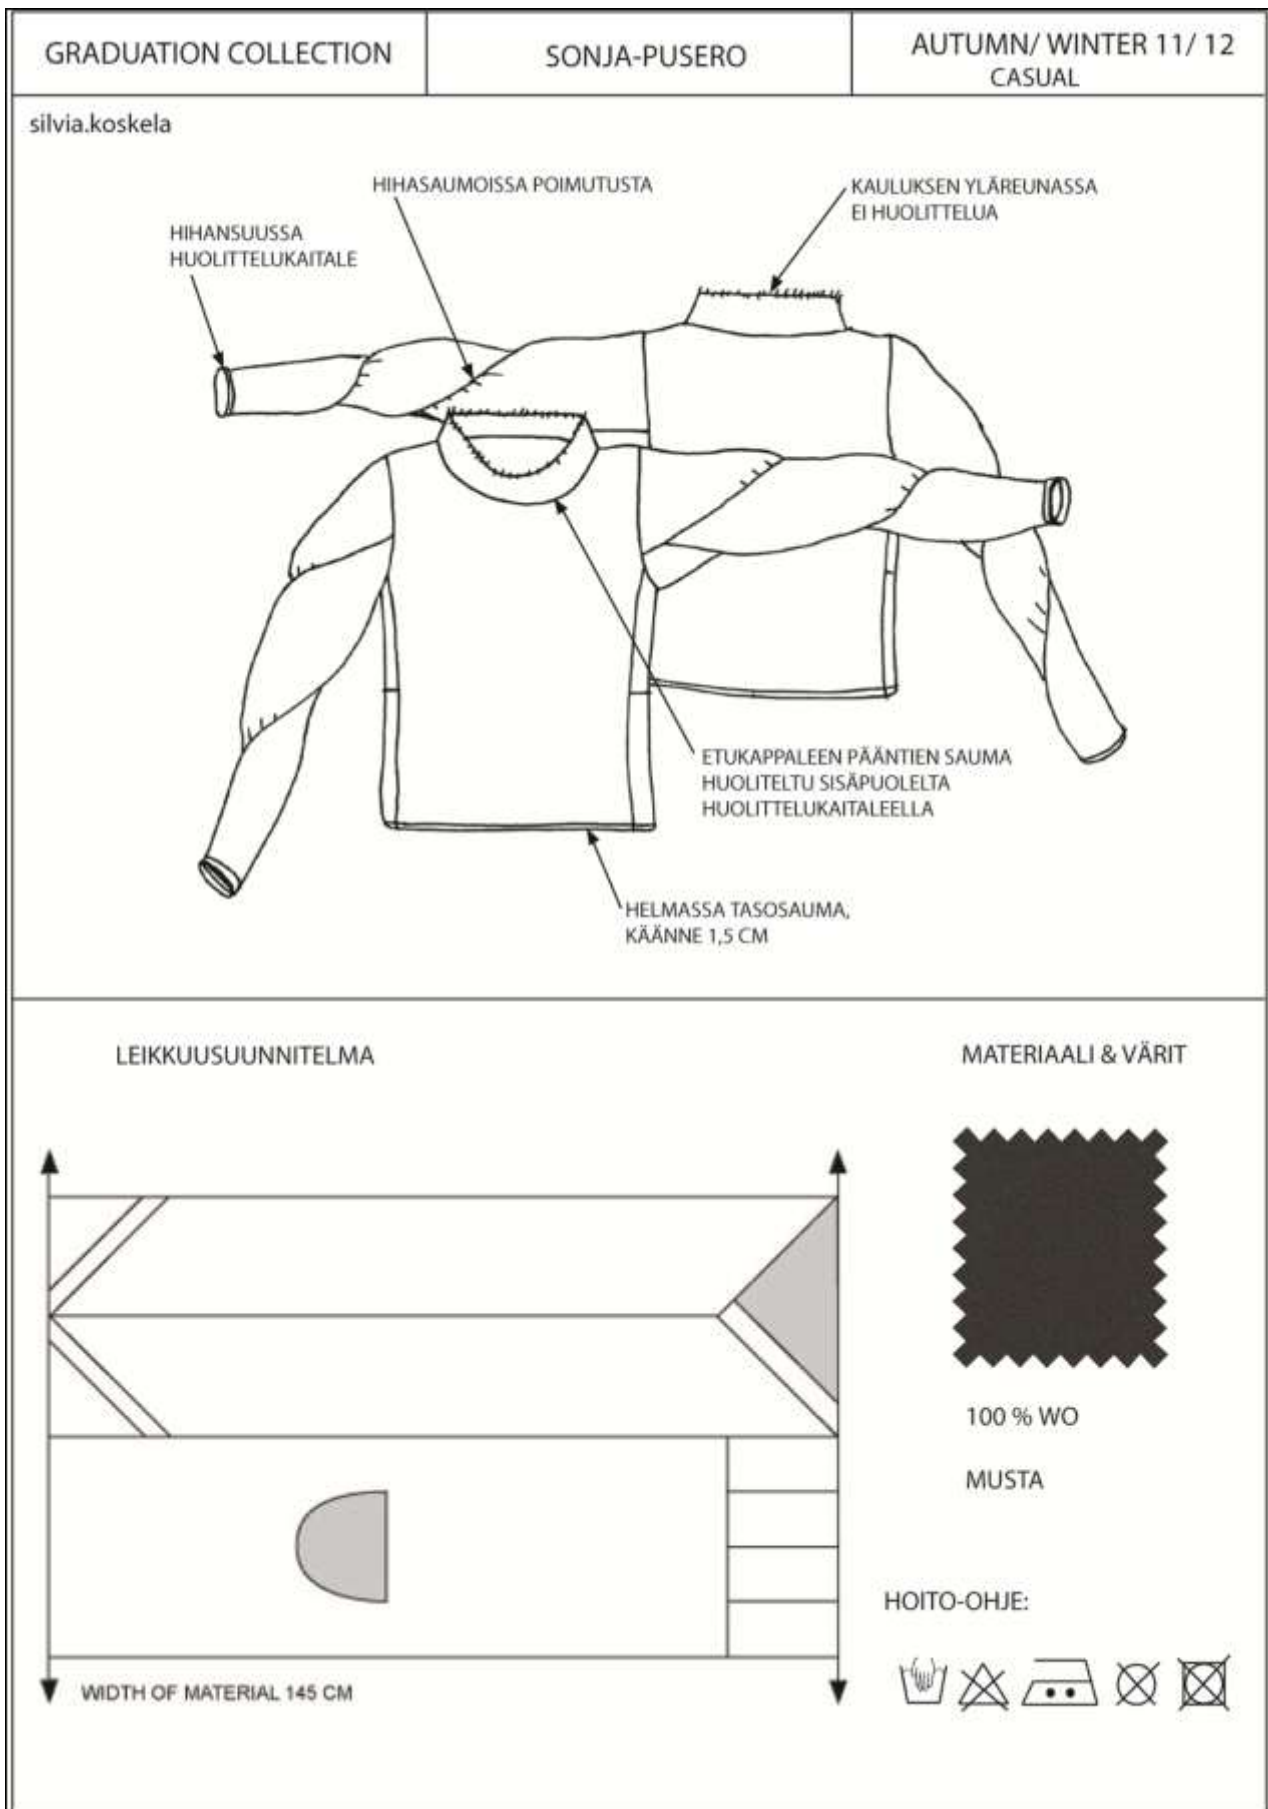 GRADUATION COLLECTION
SONJA-PUSERO
AUTUMN/ WINTER 11/ 12
CASUAL
silvia.koskela
HIHASAUMOISSA POIMUTUSTA
KAULUKSEN YLÄREUNASSA
EI HUOLITTELUA
HIHANSUUSSA
HUOLITTELUKAITALE
ETUKAPPALEEN PÄÄNTIEN SAUMA
HUOLITELTU SISÄPUOLELTA
HUOLITTELUKAITALEELLA
HELMASSA TASOSAUMA,
KÄÄNNE 1,5 CM
LEIKKUUSUUNNITELMA
MATERIAALI & VÄRIT
100 % WO
MUSTA
HOITO-OHJE:
WIDTH OF MATERIAL 145 CM